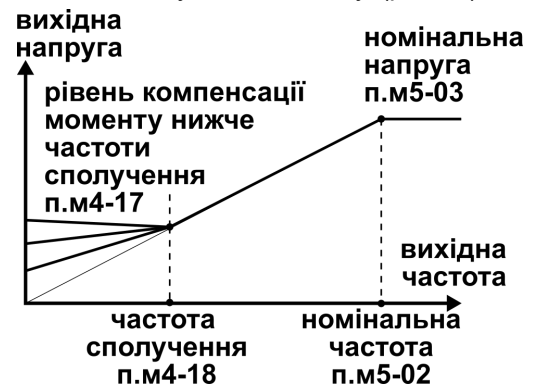 вихідна
напруга
номінальна
напруга
п.м5-03
рівень компенсації
моменту нижче
частоти
сполучення
п.м4-17
вихідна
частота
частота
сполучення
п.м4-18
номінальна
частота
п.м5-02